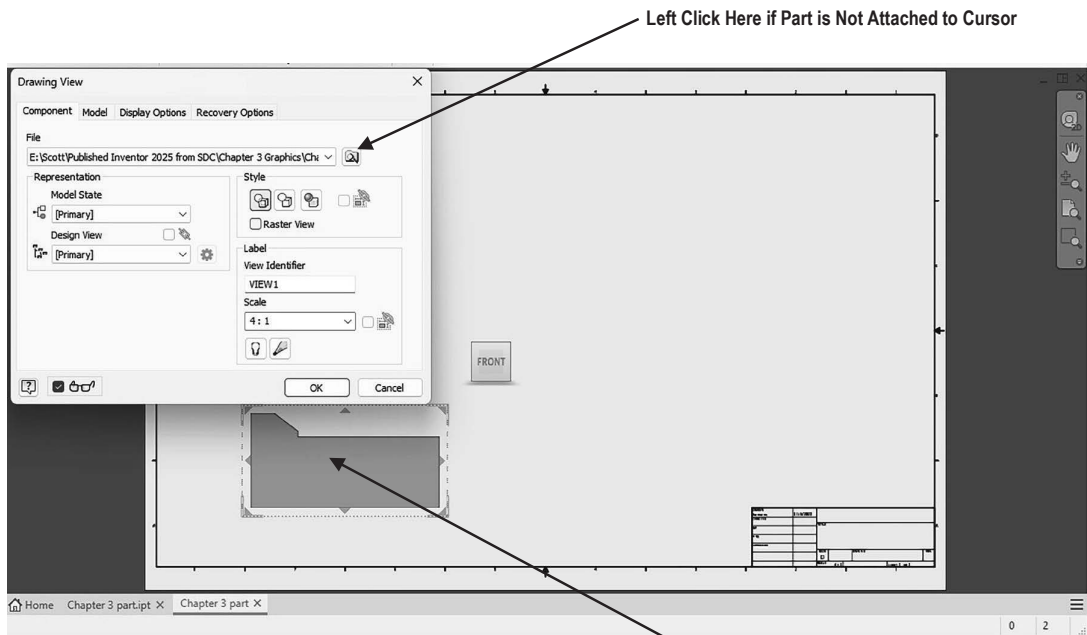 Left Click Here if Part is Not Attached to Cursor
Drawing View
Component Model Display Options Recovery Options
File
E:\Scott\Published Inventor 2025 from SDC\Chapter 3 Graphics\Cha
Representation
Model State
[Primary]
Design View
[Primary]
Style
Raster View
Label
View Identifier
VIEW1
Scale
4 : 1
OK Cancel
FRONT
Home Chapter 3 part.ipt Chapter 3 part
0 2